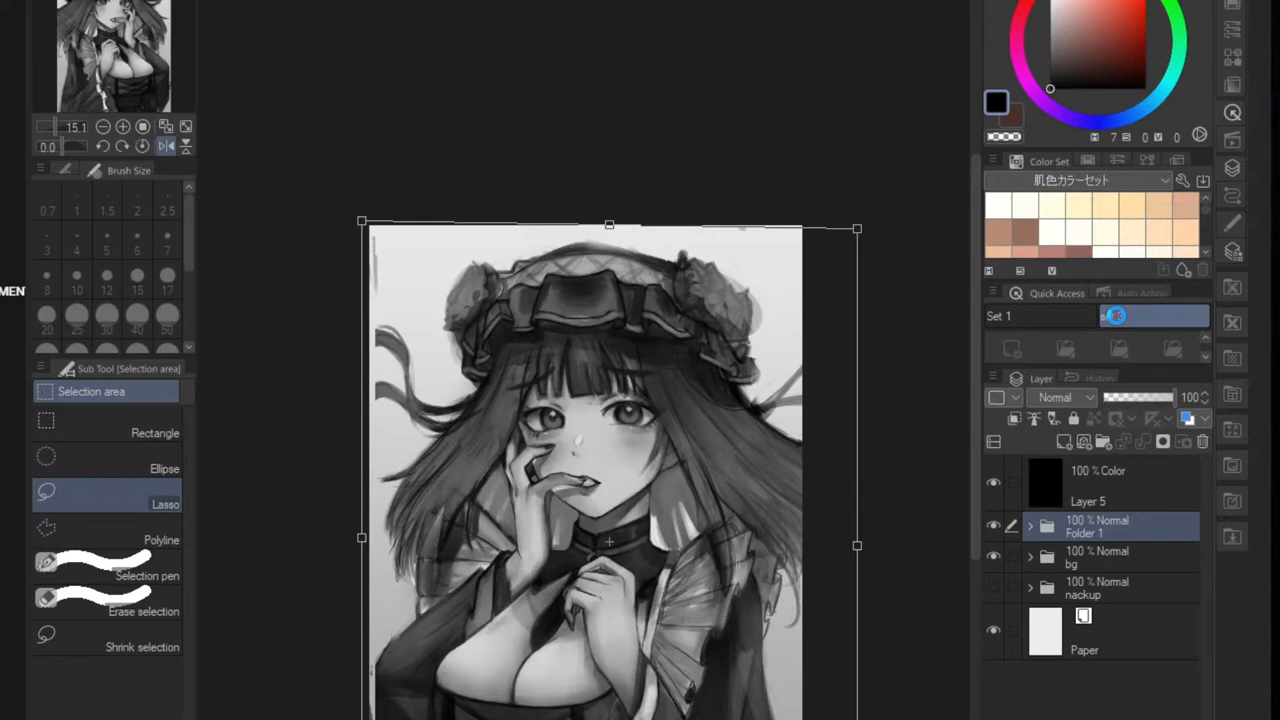 15.1
0.0
Brush Size
0.7 1 1.5 2 2.5
3 4 5 6 7
8 10 12 15 17
20 25 30 40 50
MEN
Sub Tool [Selection area]
Selection area
Rectangle
Ellipse
Lasso
Polyline
Selection pen
Erase selection
Shrink selection
H 7 S 0 V 0
Color Set
肌色カラーセット
H S V
Quick Access Auto Action
Set 1
Layer History
Normal 100
100 % Color
Layer 5
100 % Normal
Folder 1
100 % Normal
bg
100 % Normal
nackup
Paper